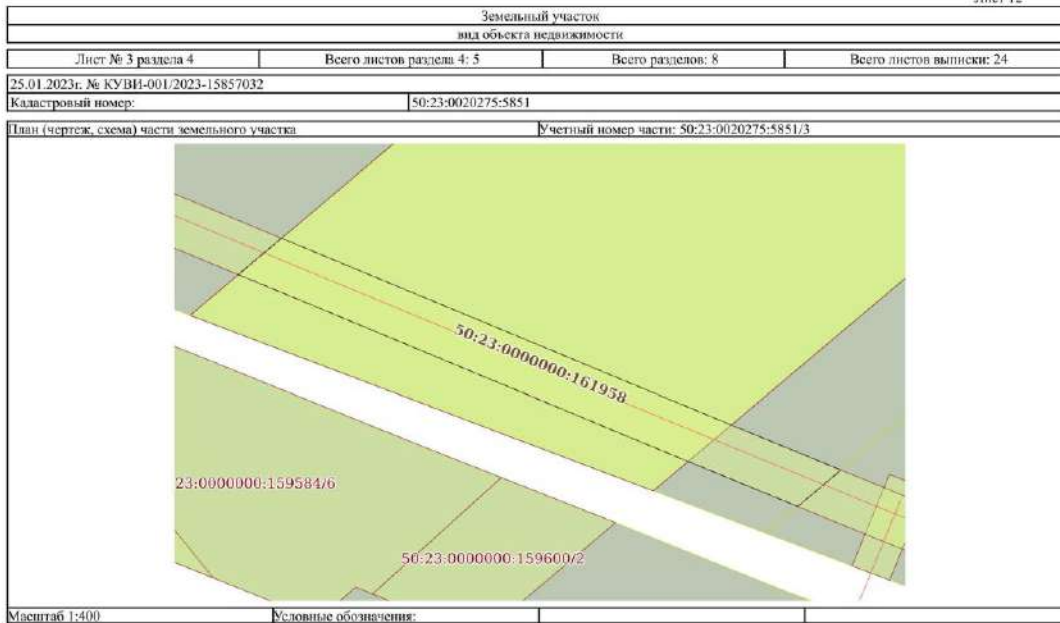 Лист 12
Земельный участок
вид объекта недвижимости
Лист № 3 раздела 4 Всего листов раздела 4: 5 Всего разделов: 8 Всего листов выписки: 24
25.01.2023г. № КУВИ-001/2023-15857032
Кадастровый номер: 50:23:0020275:5851
План (чертеж, схема) части земельного участка Учетный номер части: 50:23:0020275:5851/3
50:23:0000000:161958
23:0000000:159584/6
50:23:0000000:159600/2
Масштаб 1:400 Условные обозначения: